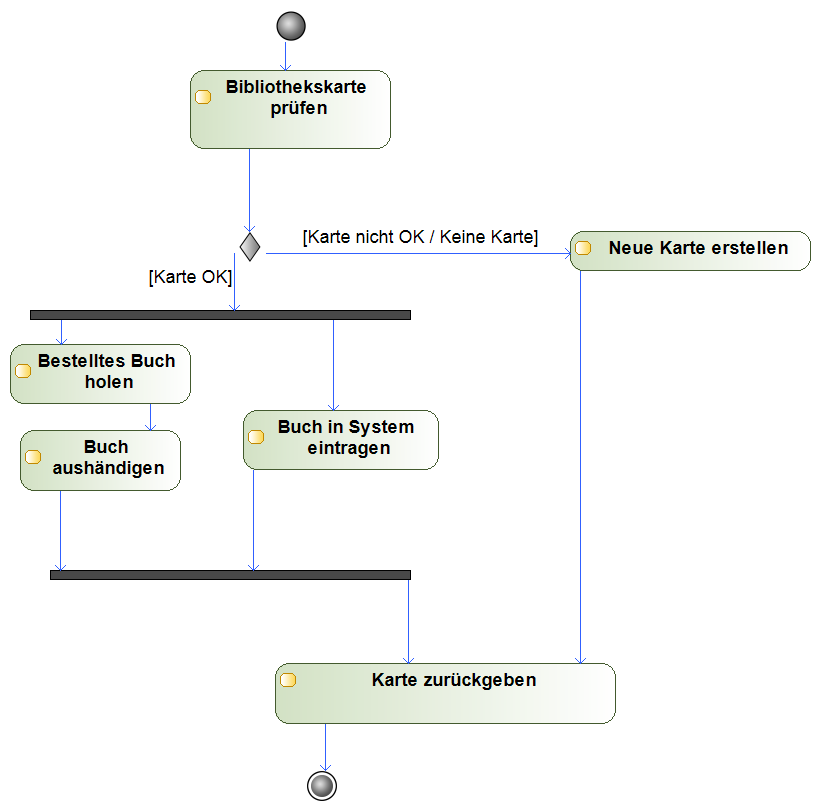 Bibliothekskarte
prüfen
[Karte nicht OK / Keine Karte]
Neue Karte erstellen
[Karte OK]
Bestelltes Buch
holen
Buch in System
eintragen
Buch
aushändigen
Karte zurückgeben